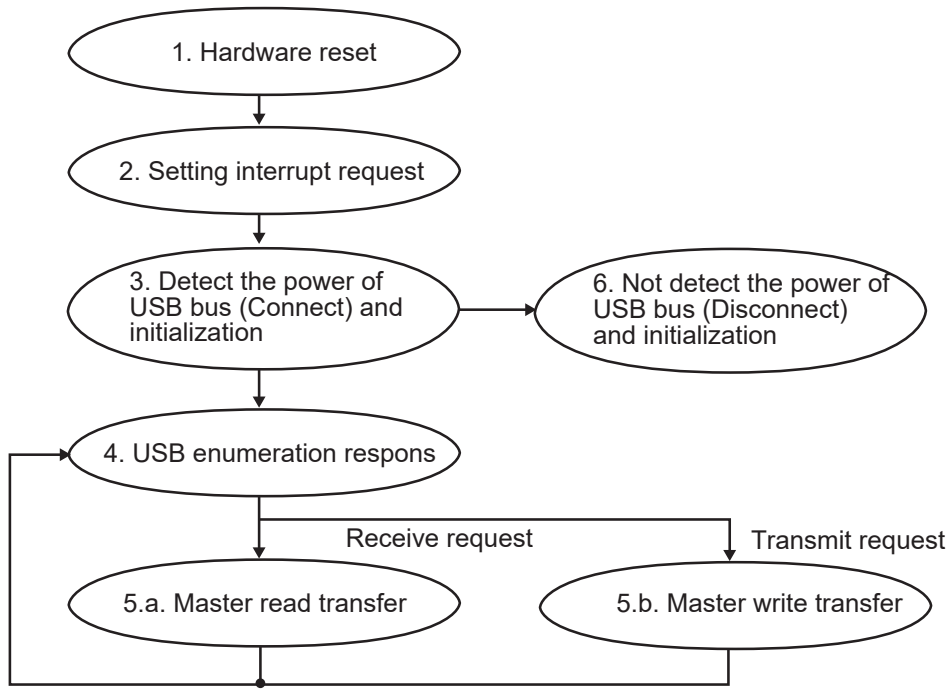 1. Hardware reset
2. Setting interrupt request
3. Detect the power of
USB bus (Connect) and
initialization
6. Not detect the power of
USB bus (Disconnect)
and initialization
4. USB enumeration respons
Receive request
Transmit request
5.a. Master read transfer
5.b. Master write transfer